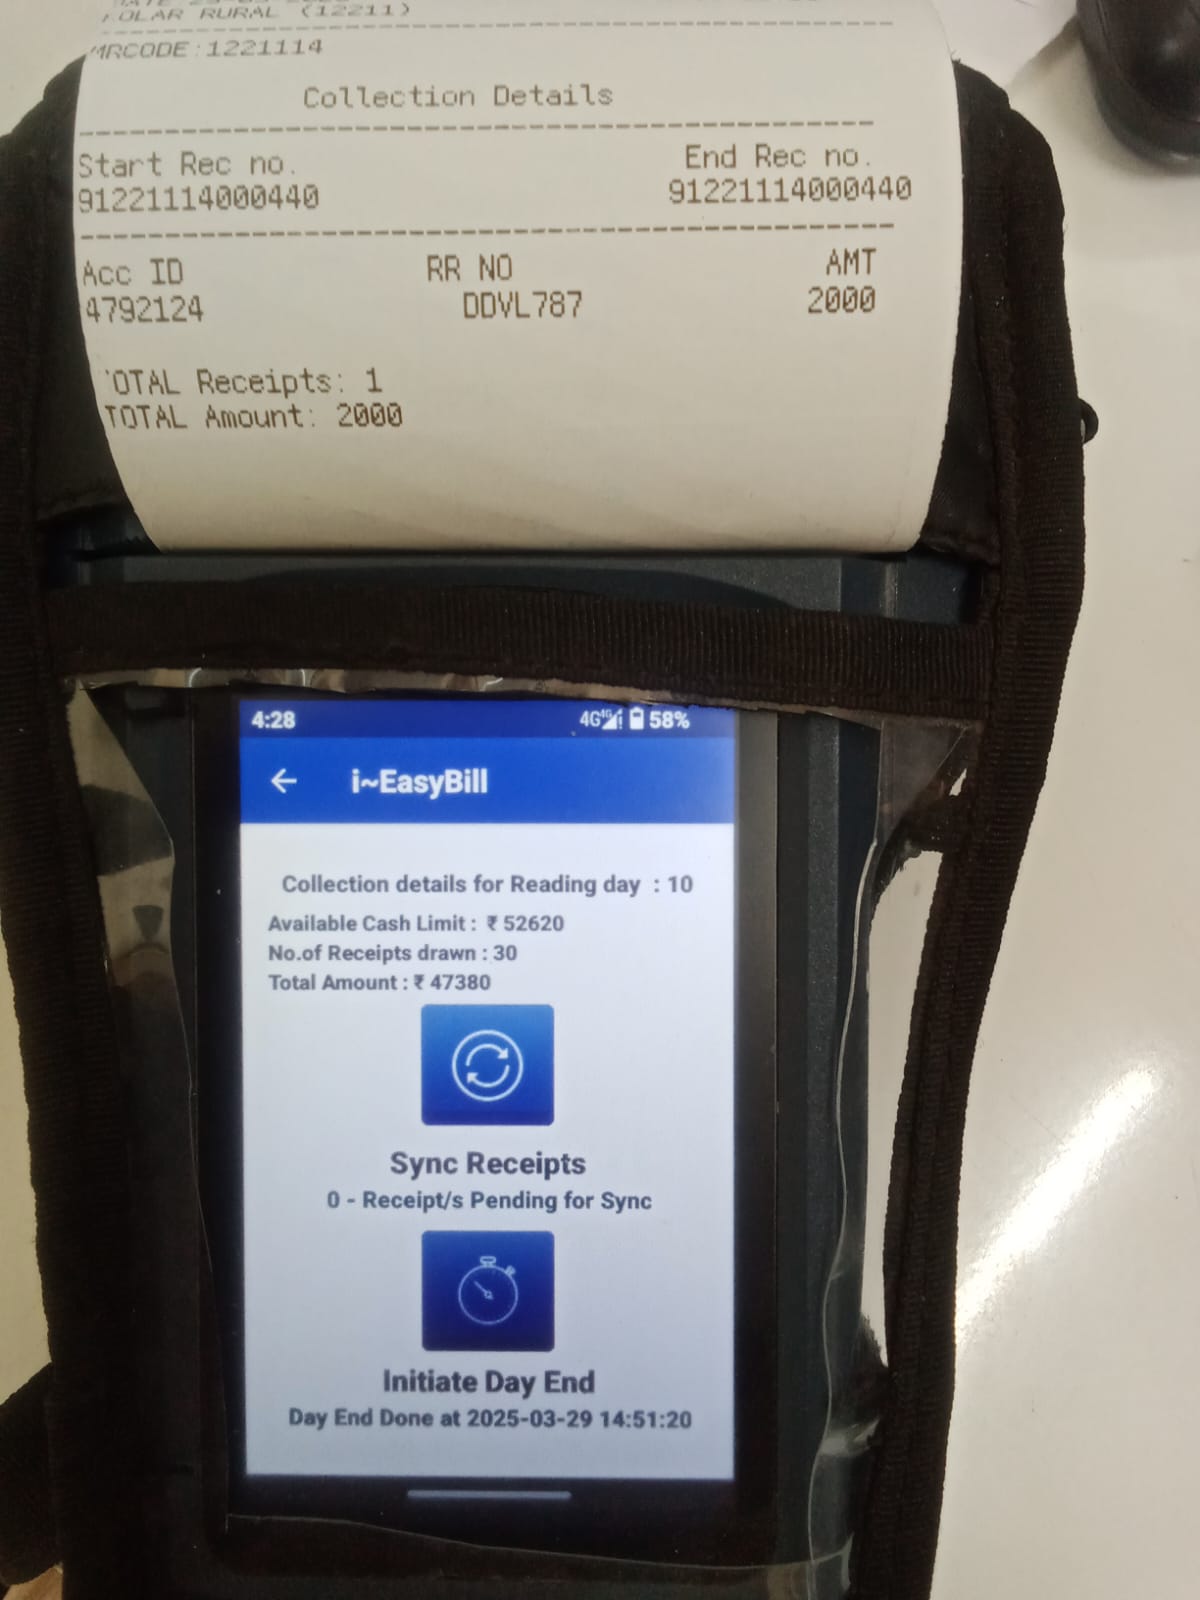 KOLAR RURAL (12211)
MRCODE:1221114
Collection Details
Start Rec no. End Rec no.
91221114000440 91221114000440
Acc ID RR NO AMT
4792124 DDVL787 2000
TOTAL Receipts: 1
TOTAL Amount: 2000
4:28 4G 4G 58%
i~EasyBill
Collection details for Reading day : 10
Available Cash Limit : ₹ 52620
No.of Receipts drawn : 30
Total Amount : ₹ 47380
Sync Receipts
0 - Receipt/s Pending for Sync
Initiate Day End
Day End Done at 2025-03-29 14:51:20